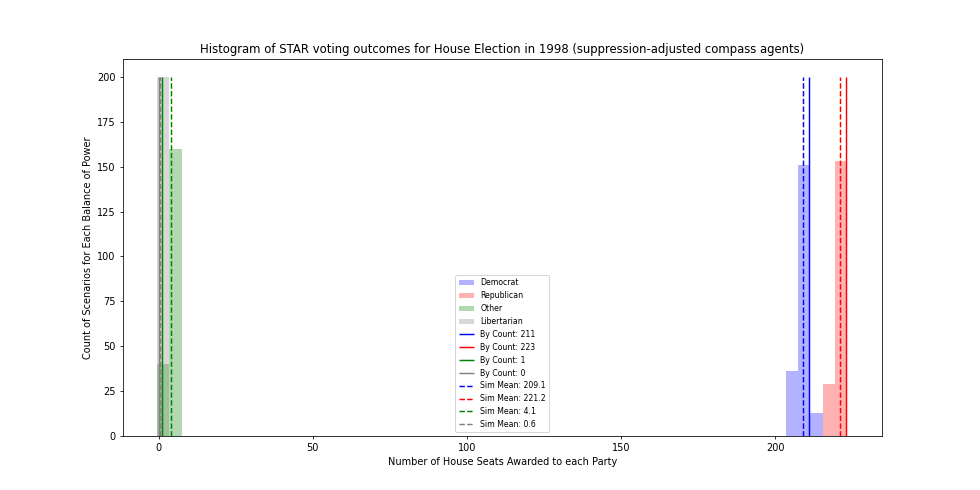 Histogram of STAR voting outcomes for House Election in 1998 (suppression-adjusted compass agents)
Count of Scenarios for Each Balance of Power
200
175
150
125
100
75
50
25
0
Democrat
Republican
Other
Libertarian
By Count: 211
By Count: 223
By Count: 1
By Count: 0
Sim Mean: 209.1
Sim Mean: 221.2
Sim Mean: 4.1
Sim Mean: 0.6
0 50 100 150 200
Number of House Seats Awarded to each Party